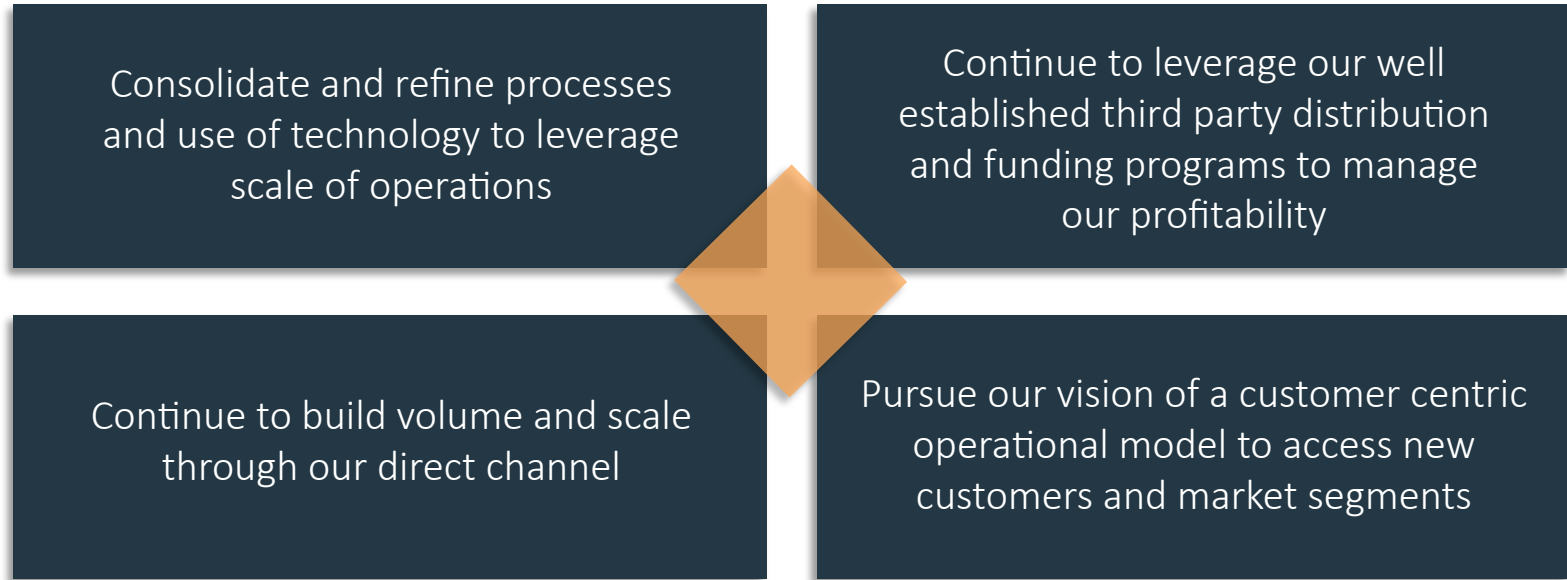 Consolidate and refine processes
and use of technology to leverage
scale of operations
Continue to leverage our well
established third party distribution
and funding programs to manage
our profitability
Continue to build volume and scale
through our direct channel
Pursue our vision of a customer centric
operational model to access new
customers and market segments